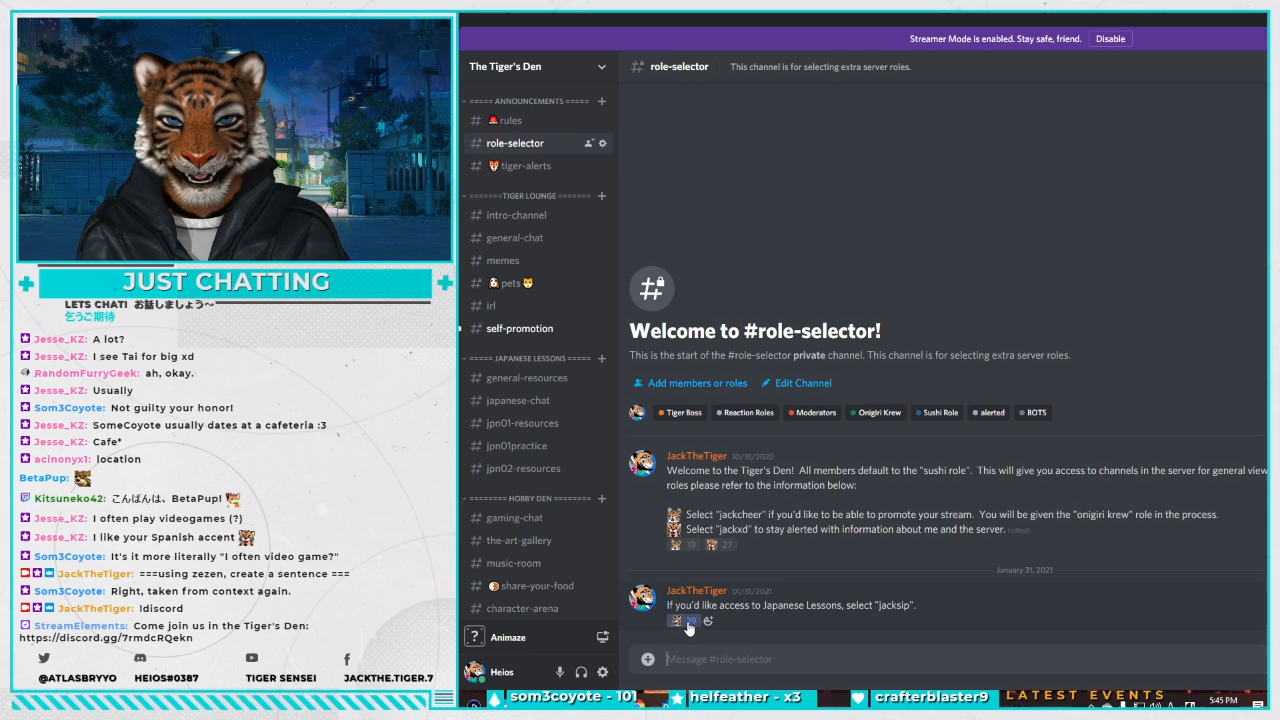 JUST CHATTING
LETS CHAT! お話しましょう〜
乞うご期待
Jesse_KZ: A lot?
Jesse_KZ: I see Tai for big xd
RandomFurryGeek: ah, okay.
Jesse_KZ: Usually
Som3Coyote: Not guilty your honor!
Jesse_KZ: SomeCoyote usually dates at a cafeteria :3
Jesse_KZ: Cafe*
acinonyx1: location
BetaPup:
Kitsuneko42: こんばんは、BetaPup!
Jesse_KZ: I often play videogames (?)
Jesse_KZ: I like your Spanish accent
Som3Coyote: It's it more literally "I often video game?"
JackTheTiger: ===using zezen, create a sentence ===
Som3Coyote: Right, taken from context again.
JackTheTiger: !discord
StreamElements: Come join us in the Tiger's Den:
https://discord.gg/7rmdcRQekn
@ATLASBRYYO HEIOS#0387 TIGER SENSEI JACKTHE.TIGER.7
Streamer Mode is enabled. Stay safe, friend. Disable
The Tiger's Den
===== ANNOUNCEMENTS =====
rules
role-selector
tiger-alerts
=======TIGER LOUNGE=======
intro-channel
general-chat
memes
pets
irl
self-promotion
===== JAPANESE LESSONS =====
general-resources
japanese-chat
jpn01-resources
jpn01practice
jpn02-resources
======= HOBBY DEN =======
gaming-chat
the-art-gallery
music-room
share-your-food
character-arena
Animaze
Heios
role-selector This channel is for selecting extra server roles.
Welcome to #role-selector!
This is the start of the #role-selector private channel. This channel is for selecting extra server roles.
Add members or roles Edit Channel
Tiger Boss Reaction Roles Moderators Onigiri Krew Sushi Role alerted BOTS
JackTheTiger 10/31/2020
Welcome to the Tiger's Den! All members default to the "sushi role". This will give you access to channels in the server for general view
roles please refer to the information below:
Select "jackcheer" if you'd like to be able to promote your stream. You will be given the "onigiri krew" role in the process.
Select "jackxd" to stay alerted with information about me and the server. (edited)
19 27
January 31, 2021
JackTheTiger 01/31/2021
If you'd like access to Japanese Lessons, select "jacksip".
Message #role-selector
som3coyote - 101 halfeather - x3 crafterblaster9 LATEST EVENTS
5:45 PM